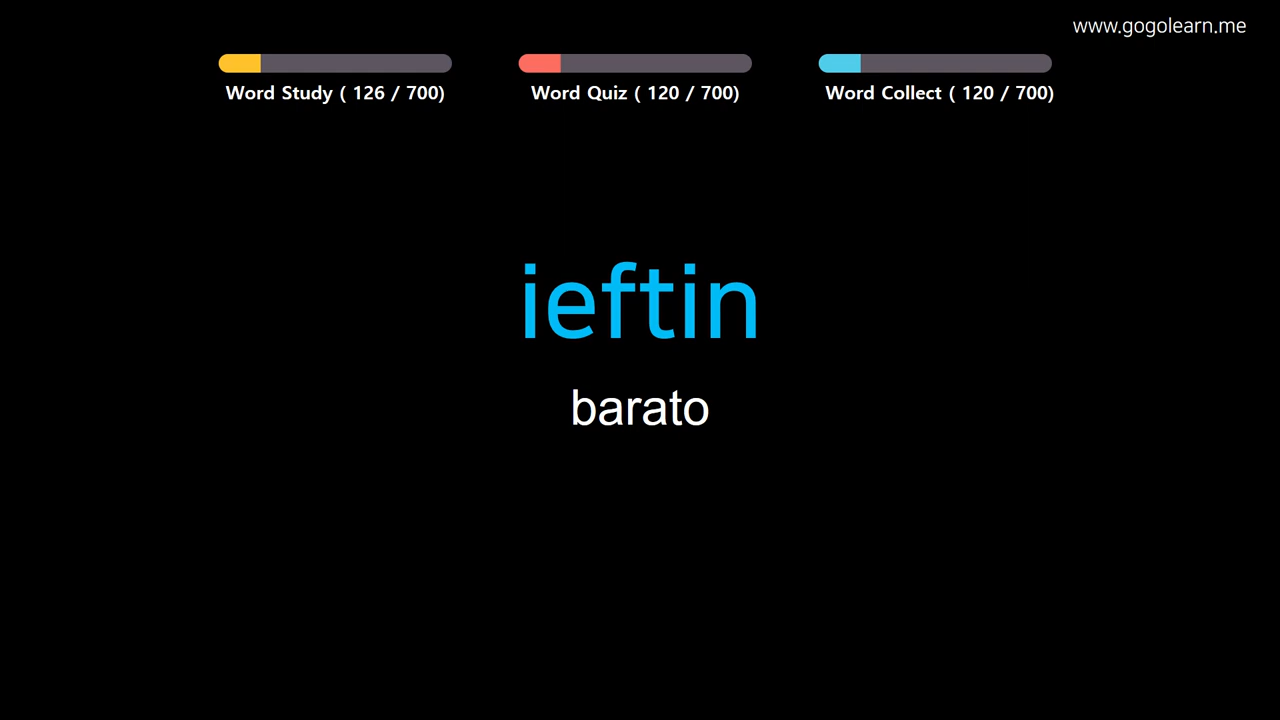 www.gogolearn.me
Word Study ( 126 / 700)
Word Quiz ( 120 / 700)
Word Collect ( 120 / 700)
ieftin
barato